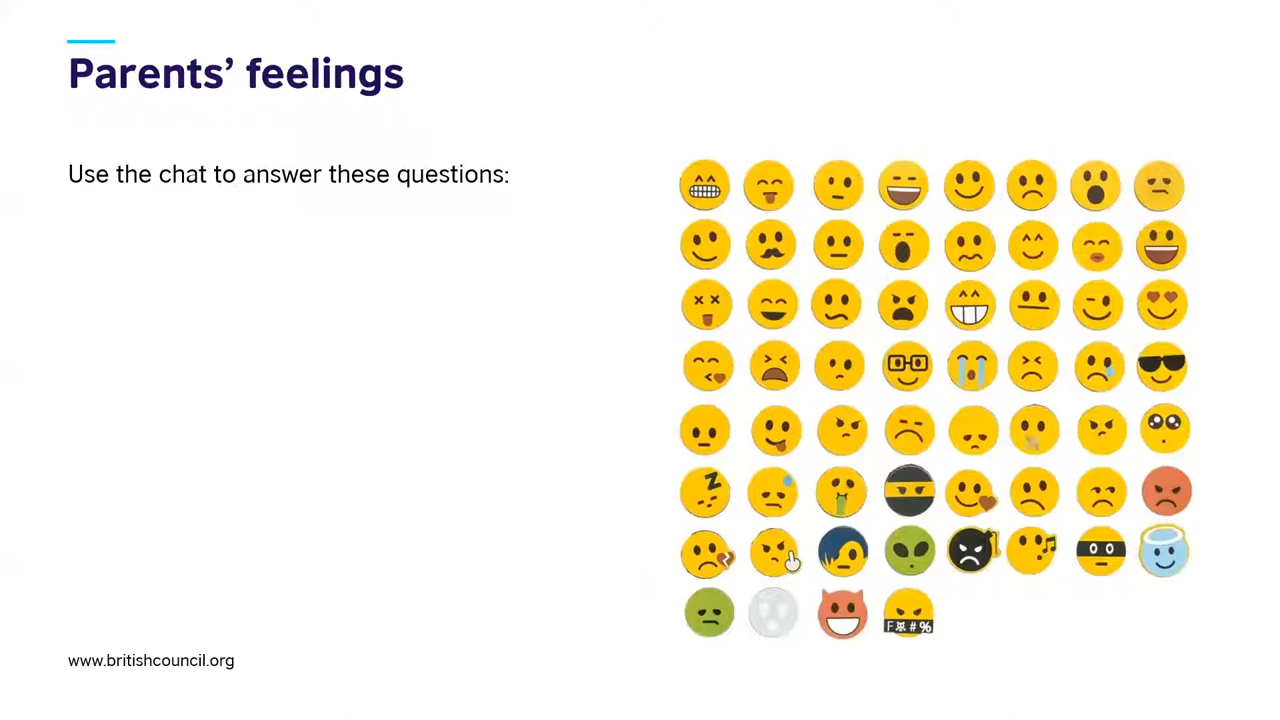 Parents’ feelings
Use the chat to answer these questions:
Z
F☠#%
www.britishcouncil.org